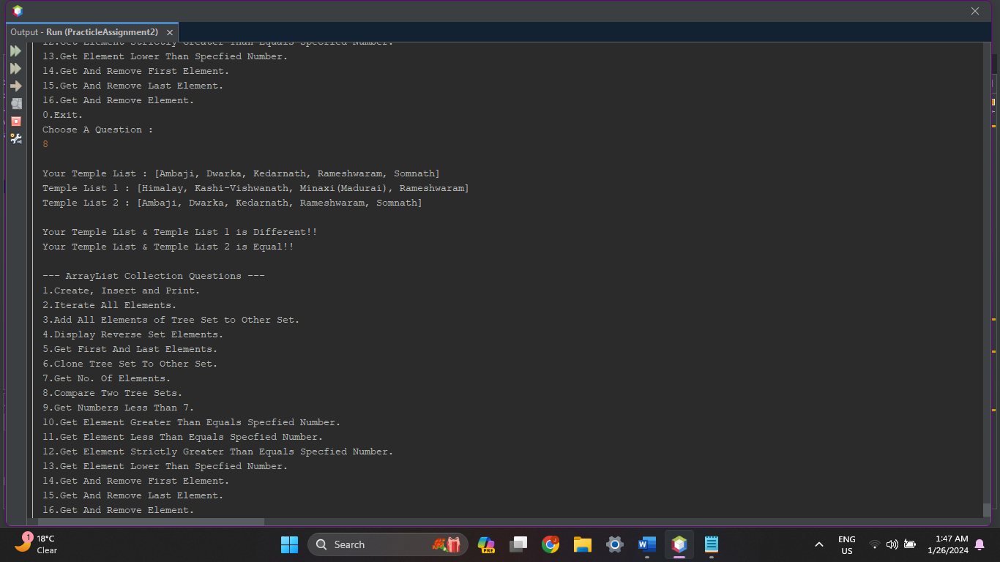 Output - Run (PracticleAssignment2)
12.Get Element Strictly Greater Than Equals Specfied Number.
13.Get Element Lower Than Specfied Number.
14.Get And Remove First Element.
15.Get And Remove Last Element.
16.Get And Remove Element.
0.Exit.
Choose A Question :
8
Your Temple List : [Ambaji, Dwarka, Kedarnath, Rameshwaram, Somnath]
Temple List 1 : [Himalay, Kashi-Vishwanath, Minaxi(Madurai), Rameshwaram]
Temple List 2 : [Ambaji, Dwarka, Kedarnath, Rameshwaram, Somnath]
Your Temple List & Temple List 1 is Different!!
Your Temple List & Temple List 2 is Equal!!
--- ArrayList Collection Questions ---
1.Create, Insert and Print.
2.Iterate All Elements.
3.Add All Elements of Tree Set to Other Set.
4.Display Reverse Set Elements.
5.Get First And Last Elements.
6.Clone Tree Set To Other Set.
7.Get No. Of Elements.
8.Compare Two Tree Sets.
9.Get Numbers Less Than 7.
10.Get Element Greater Than Equals Specfied Number.
11.Get Element Less Than Equals Specfied Number.
12.Get Element Strictly Greater Than Equals Specfied Number.
13.Get Element Lower Than Specfied Number.
14.Get And Remove First Element.
15.Get And Remove Last Element.
16.Get And Remove Element.
1
18°C
Clear
Search
PRE
ENG
US
1:47 AM
1/26/2024